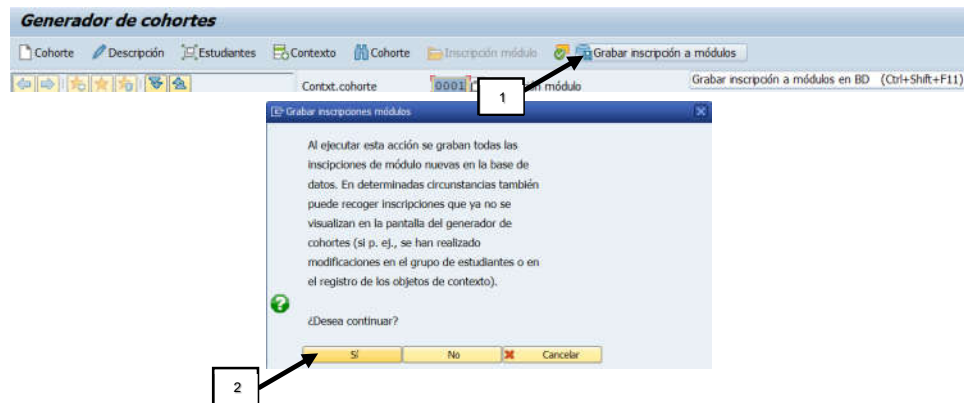 Generador de cohortes
Cohorte Descripción Estudiantes Contexto Cohorte Inscripción módulo Grabar inscripción a módulos
Contxt.cohorte 0001 módulo Grabar inscripción a módulos en BD (Ctrl+Shift+F11)
1
Grabar inscripciones módulos
Al ejecutar esta acción se graban todas las
inscipciones de módulo nuevas en la base de
datos. En determinadas circunstancias también
puede recoger inscripciones que ya no se
visualizan en la pantalla del generador de
cohortes (si p. ej., se han realizado
modificaciones en el grupo de estudiantes o en
el registro de los objetos de contexto).
¿Desea continuar?
Sí No Cancelar
2